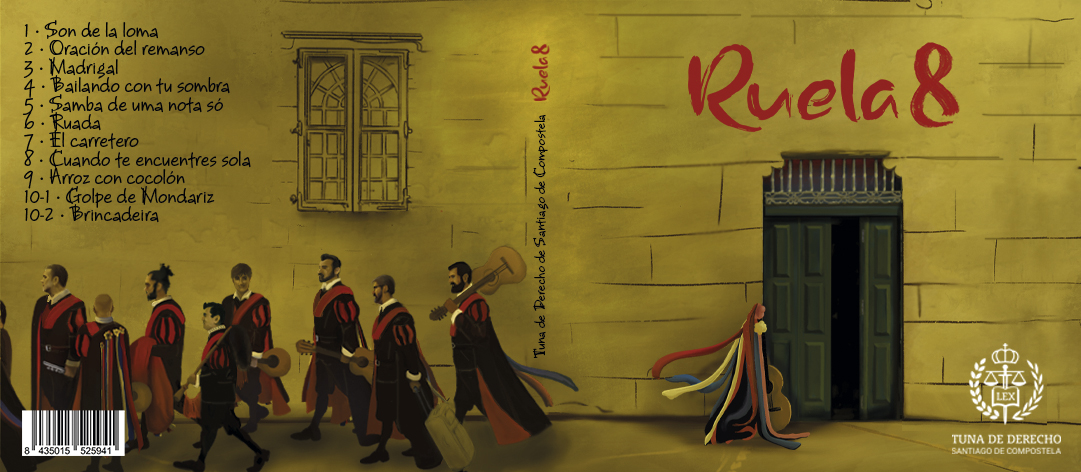 1 · Son de la loma
2 · Oración del remanso
3 · Madrigal
4 · Bailando con tu sombra
5 · Samba de uma nota só
6 · Ruada
7 · El carretero
8 · Cuando te encuentres sola
9 · Arroz con cocolón
10-1 · Golpe de Mondariz
10-2 · Brincadeira
8 435015 525941
Tuna de Derecho de Santiago de Compostela Ruela 8
Ruela 8
LEX
TUNA DE DERECHO
SANTIAGO DE COMPOSTELA